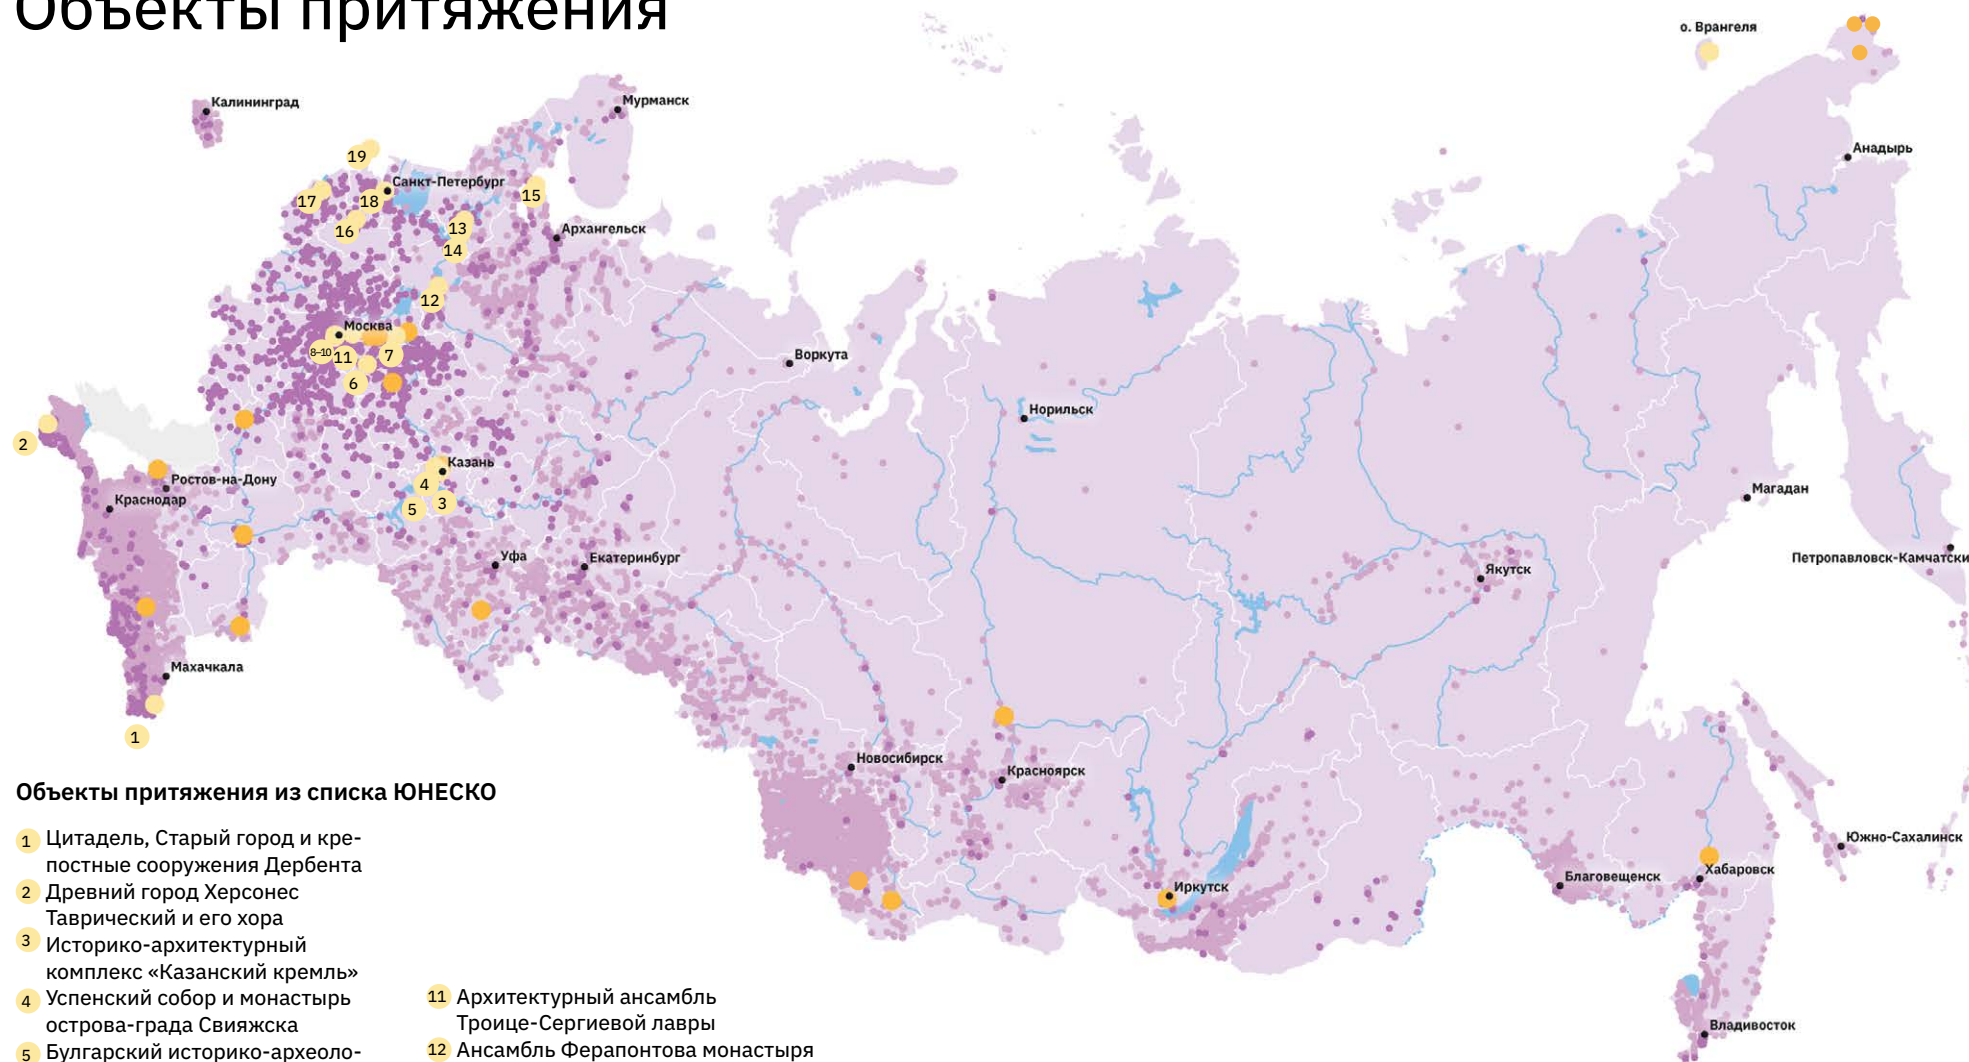 Объекты притяжения
о. Врангеля
Калининград
Мурманск
Анадырь
19
Санкт-Петербург
17
18
15
16
13
Архангельск
14
12
Москва
8–10
11
7
Воркута
6
Норильск
2
Казань
Ростов-на-Дону
4
Краснодар
5
3
Магадан
Уфа
Екатеринбург
Петропавловск-Камчатски
Якутск
Махачкала
1
Новосибирск
Красноярск
Южно-Сахалинск
Хабаровск
Благовещенск
Иркутск
Владивосток
Объекты притяжения из списка ЮНЕСКО
1 Цитадель, Старый город и кре-
постные сооружения Дербента
2 Древний город Херсонес
Таврический и его хора
3 Историко-архитектурный
комплекс «Казанский кремль»
4 Успенский собор и монастырь
острова-града Свияжска
5 Булгарский историко-археоло-
11 Архитектурный ансамбль
Троице-Сергиевой лавры
12 Ансамбль Ферапонтова монастыря